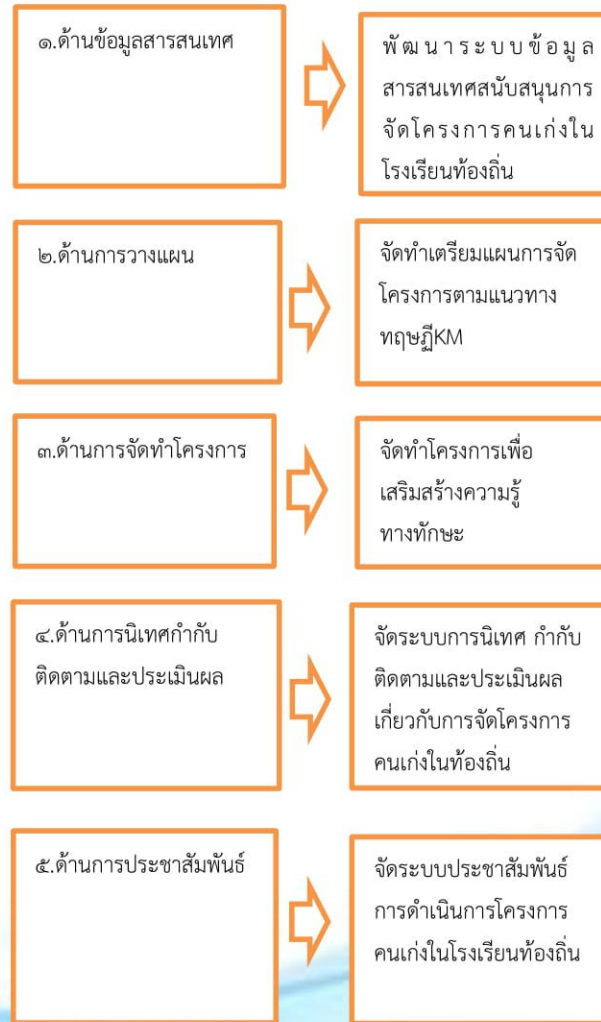 ๑.ด้านข้อมูลสารสนเทศ
พัฒนาระบบข้อมูล
สารสนเทศสนับสนุนการ
จัดโครงการคนเก่งใน
โรงเรียนท้องถิ่น
๒.ด้านการวางแผน
จัดทำเตรียมแผนการจัด
โครงการตามแนวทาง
ทฤษฎีKM
๓.ด้านการจัดทำโครงการ
จัดทำโครงการเพื่อ
เสริมสร้างความรู้
ทางทักษะ
๔.ด้านการนิเทศกำกับ
ติดตามและประเมินผล
จัดระบบการนิเทศ กำกับ
ติดตามและประเมินผล
เกี่ยวกับการจัดโครงการ
คนเก่งในท้องถิ่น
๕.ด้านการประชาสัมพันธ์
จัดระบบประชาสัมพันธ์
การดำเนินการโครงการ
คนเก่งในโรงเรียนท้องถิ่น